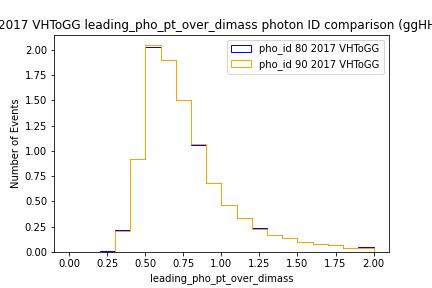 2017 VHToGG leading_pho_pt_over_dimass photon ID comparison (ggHH
pho_id 80 2017 VHToGG
pho_id 90 2017 VHToGG
Number of Events
2.00
1.75
1.50
1.25
1.00
0.75
0.50
0.25
0.00
0.00 0.25 0.50 0.75 1.00 1.25 1.50 1.75 2.00
leading_pho_pt_over_dimass